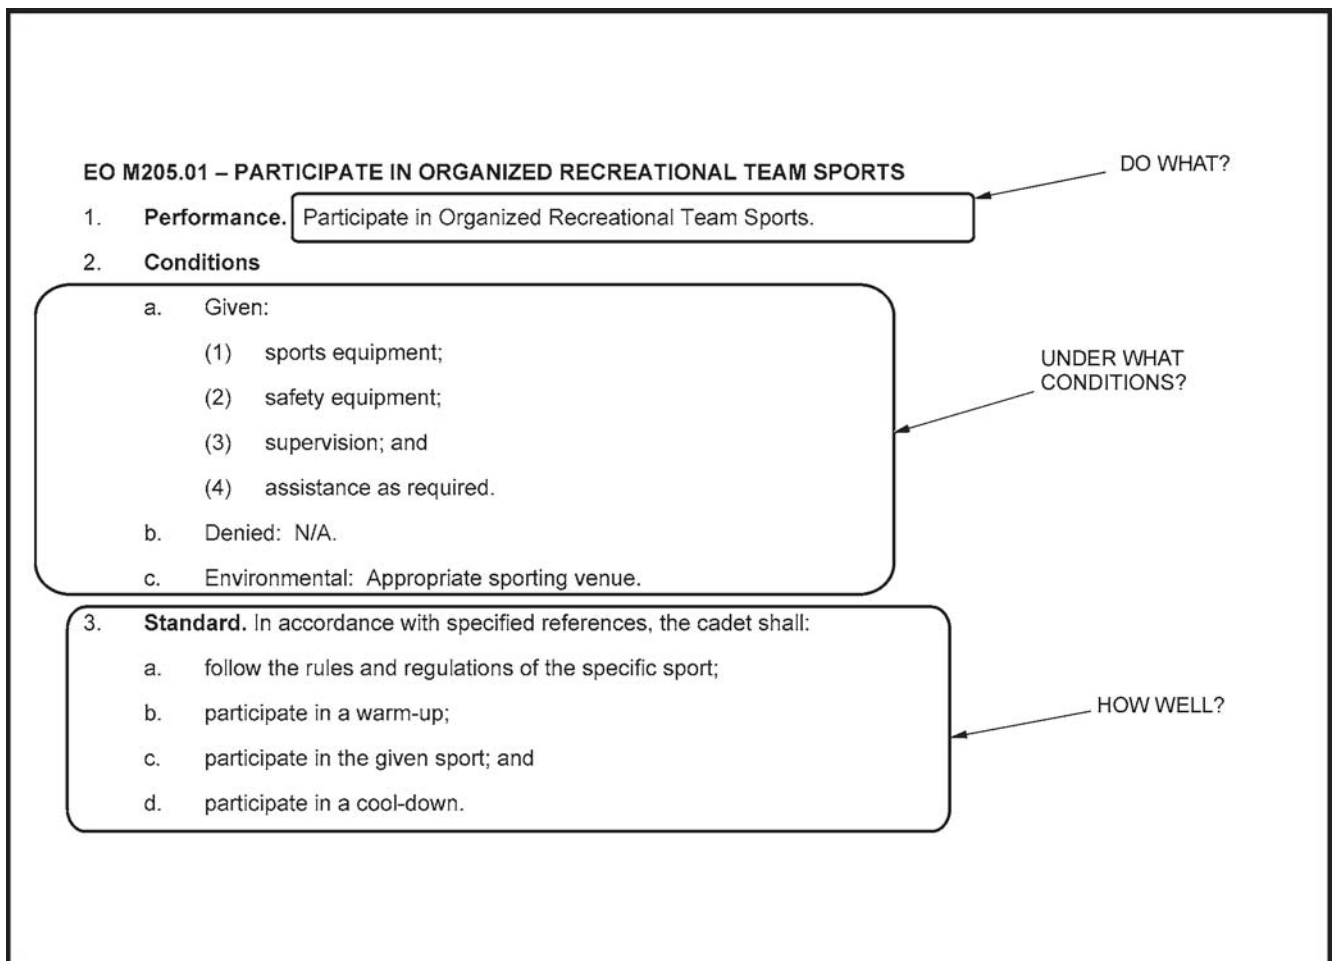 EO M205.01 – PARTICIPATE IN ORGANIZED RECREATIONAL TEAM SPORTS
DO WHAT?
1. Performance. Participate in Organized Recreational Team Sports.
2. Conditions
a. Given:
(1) sports equipment;
UNDER WHAT
CONDITIONS?
(2) safety equipment;
(3) supervision; and
(4) assistance as required.
b. Denied: N/A.
c. Environmental: Appropriate sporting venue.
3. Standard. In accordance with specified references, the cadet shall:
a. follow the rules and regulations of the specific sport;
b. participate in a warm-up;
HOW WELL?
c. participate in the given sport; and
d. participate in a cool-down.